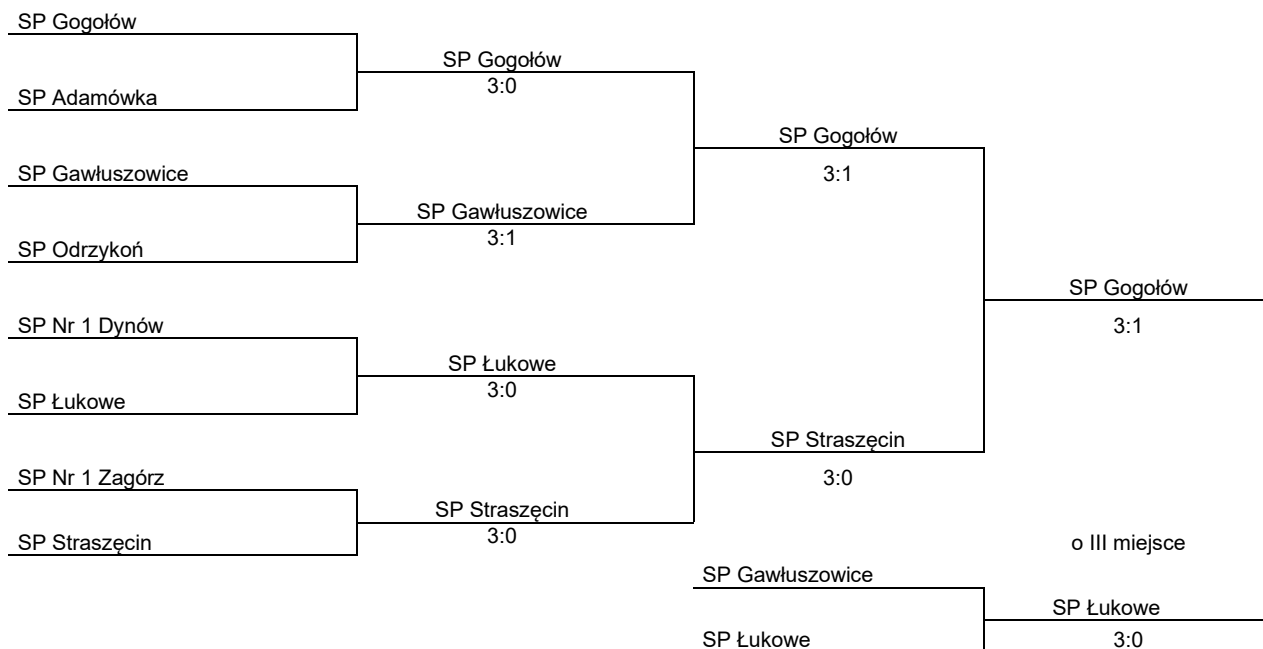 SP Gogołów
SP Gogołów
3:0
SP Adamówka
SP Gogołów
3:1
SP Gawłuszowice
SP Gawłuszowice
3:1
SP Odrzykoń
SP Gogołów
3:1
SP Nr 1 Dynów
SP Łukowe
3:0
SP Łukowe
SP Straszęcin
3:0
SP Nr 1 Zagórz
SP Straszęcin
3:0
SP Straszęcin
o III miejsce
SP Gawłuszowice
SP Łukowe
3:0
SP Łukowe